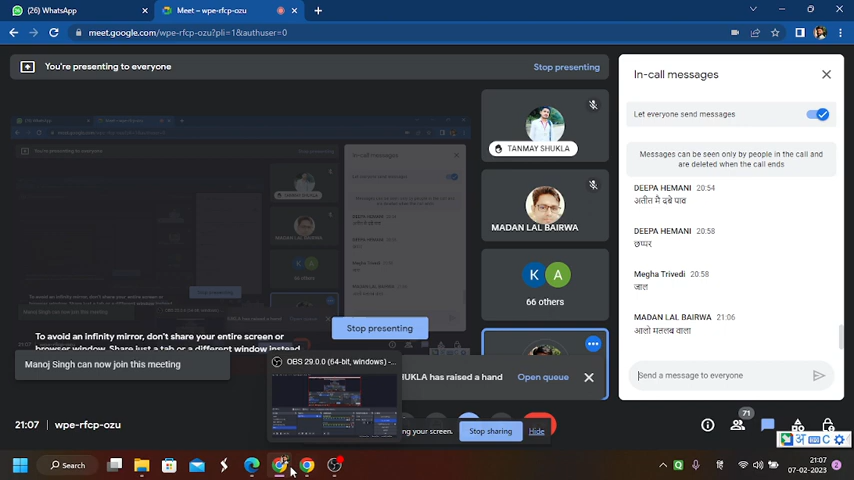 (26) WhatsApp
Meet – wpe-rfcp-ozu
meet.google.com/wpe-rfcp-ozu?pli=1&authuser=0
You're presenting to everyone
Stop presenting
TANMAY SHUKLA
MADAN LAL BAIRWA
K A
66 others
Stop presenting
To avoid an infinity mirror, don't share your entire screen or
browser window. Share just a tab or a different window instead
Manoj Singh can now join this meeting
OBS 29.0.0 (64-bit, windows) -...
HUKLA has raised a hand
Open queue
ng your screen.
Stop sharing
Hide
In-call messages
Let everyone send messages
Messages can be seen only by people in the call and
are deleted when the call ends
DEEPA HEMANI 20:54
अतीत मै दबे पाव
DEEPA HEMANI 20:58
छप्पर
Megha Trivedi 20:58
जाल
MADAN LAL BAIRWA 21:06
आलो मतलब वाला
Send a message to everyone
21:07
wpe-rfcp-ozu
71
Search
21:07
07-02-2023
2